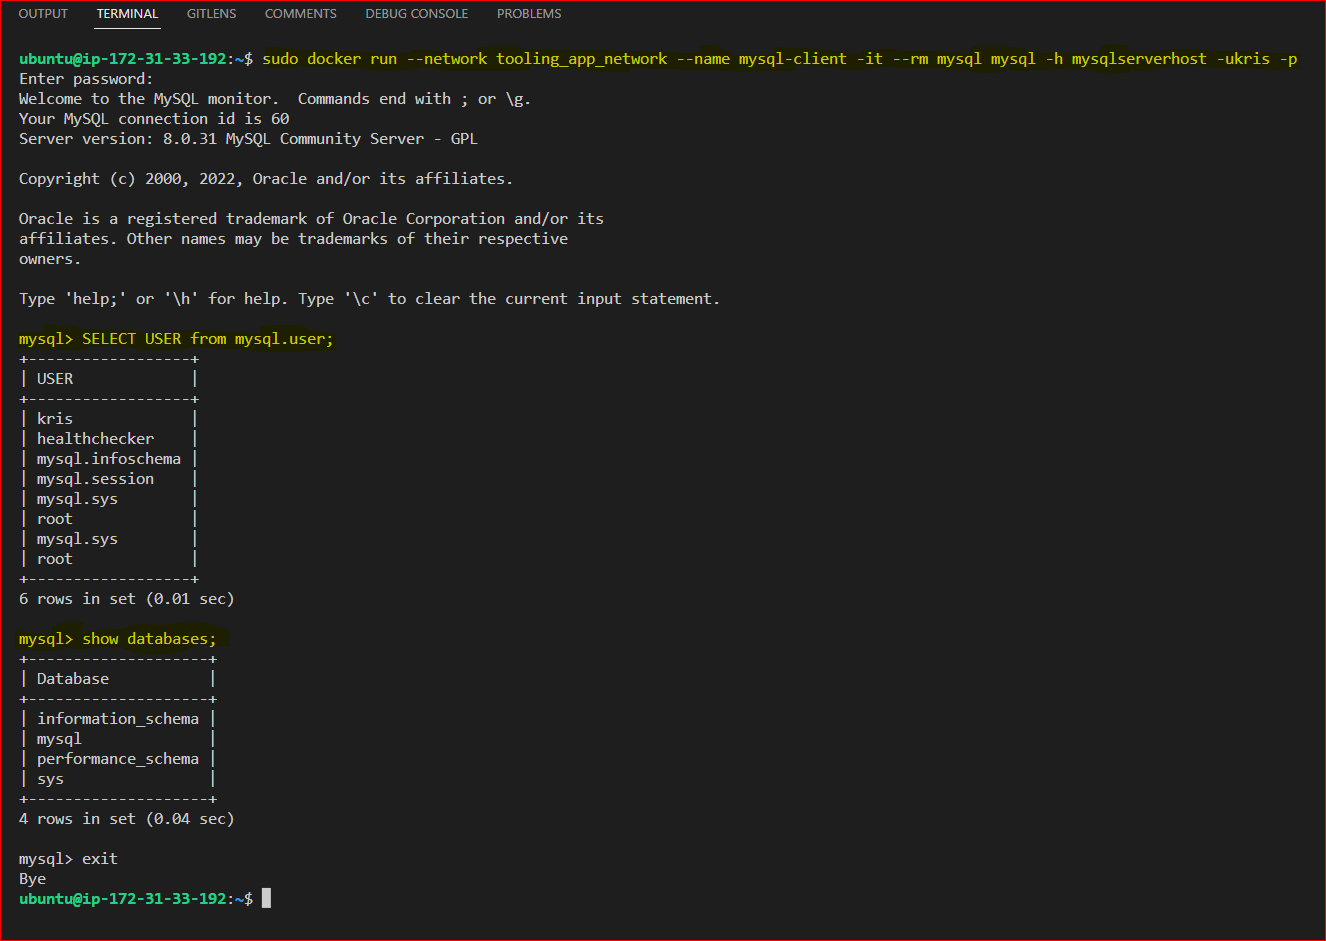 OUTPUT TERMINAL GITLENS COMMENTS DEBUG CONSOLE PROBLEMS
ubuntu@ip-172-31-33-192:~$ sudo docker run --network tooling_app_network --name mysql-client -it --rm mysql mysql -h mysqlserverhost -ukris -p
Enter password:
Welcome to the MySQL monitor.  Commands end with ; or \g.
Your MySQL connection id is 60
Server version: 8.0.31 MySQL Community Server - GPL

Copyright (c) 2000, 2022, Oracle and/or its affiliates.

Oracle is a registered trademark of Oracle Corporation and/or its
affiliates. Other names may be trademarks of their respective
owners.

Type 'help;' or '\h' for help. Type '\c' to clear the current input statement.

mysql> SELECT USER from mysql.user;
+------------------+
| USER             |
+------------------+
| kris             |
| healthchecker    |
| mysql.infoschema |
| mysql.session    |
| mysql.sys        |
| root             |
| mysql.sys        |
| root             |
+------------------+
6 rows in set (0.01 sec)

mysql> show databases;
+--------------------+
| Database           |
+--------------------+
| information_schema |
| mysql              |
| performance_schema |
| sys                |
+--------------------+
4 rows in set (0.04 sec)

mysql> exit
Bye
ubuntu@ip-172-31-33-192:~$